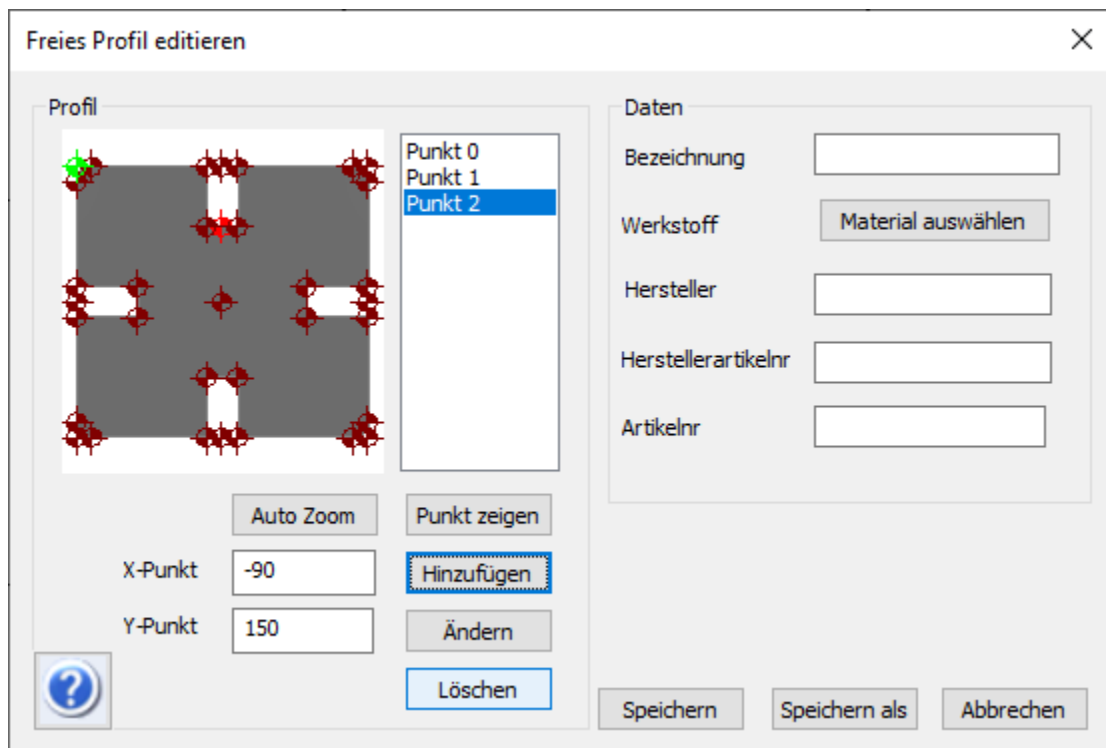 Freies Profil editieren
Profil
Punkt 0
Punkt 1
Punkt 2
Auto Zoom
Punkt zeigen
X-Punkt
-90
Hinzufügen
Y-Punkt
150
Ändern
Löschen
Daten
Bezeichnung
Werkstoff
Material auswählen
Hersteller
Herstellerartikelnr
Artikelnr
Speichern
Speichern als
Abbrechen